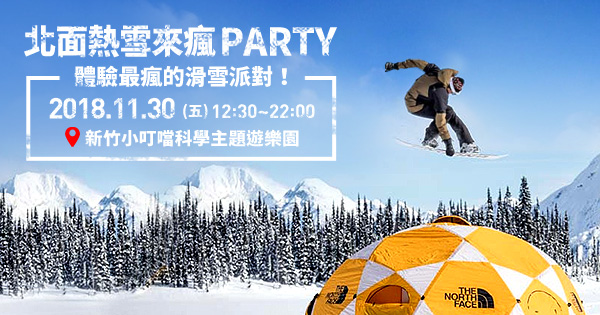 北面熱雪來瘋PARTY
體驗最瘋的滑雪派對！
2018.11.30 (五) 12:30~22:00
新竹小叮噹科學主題遊樂園
THE
NORTH
FACE